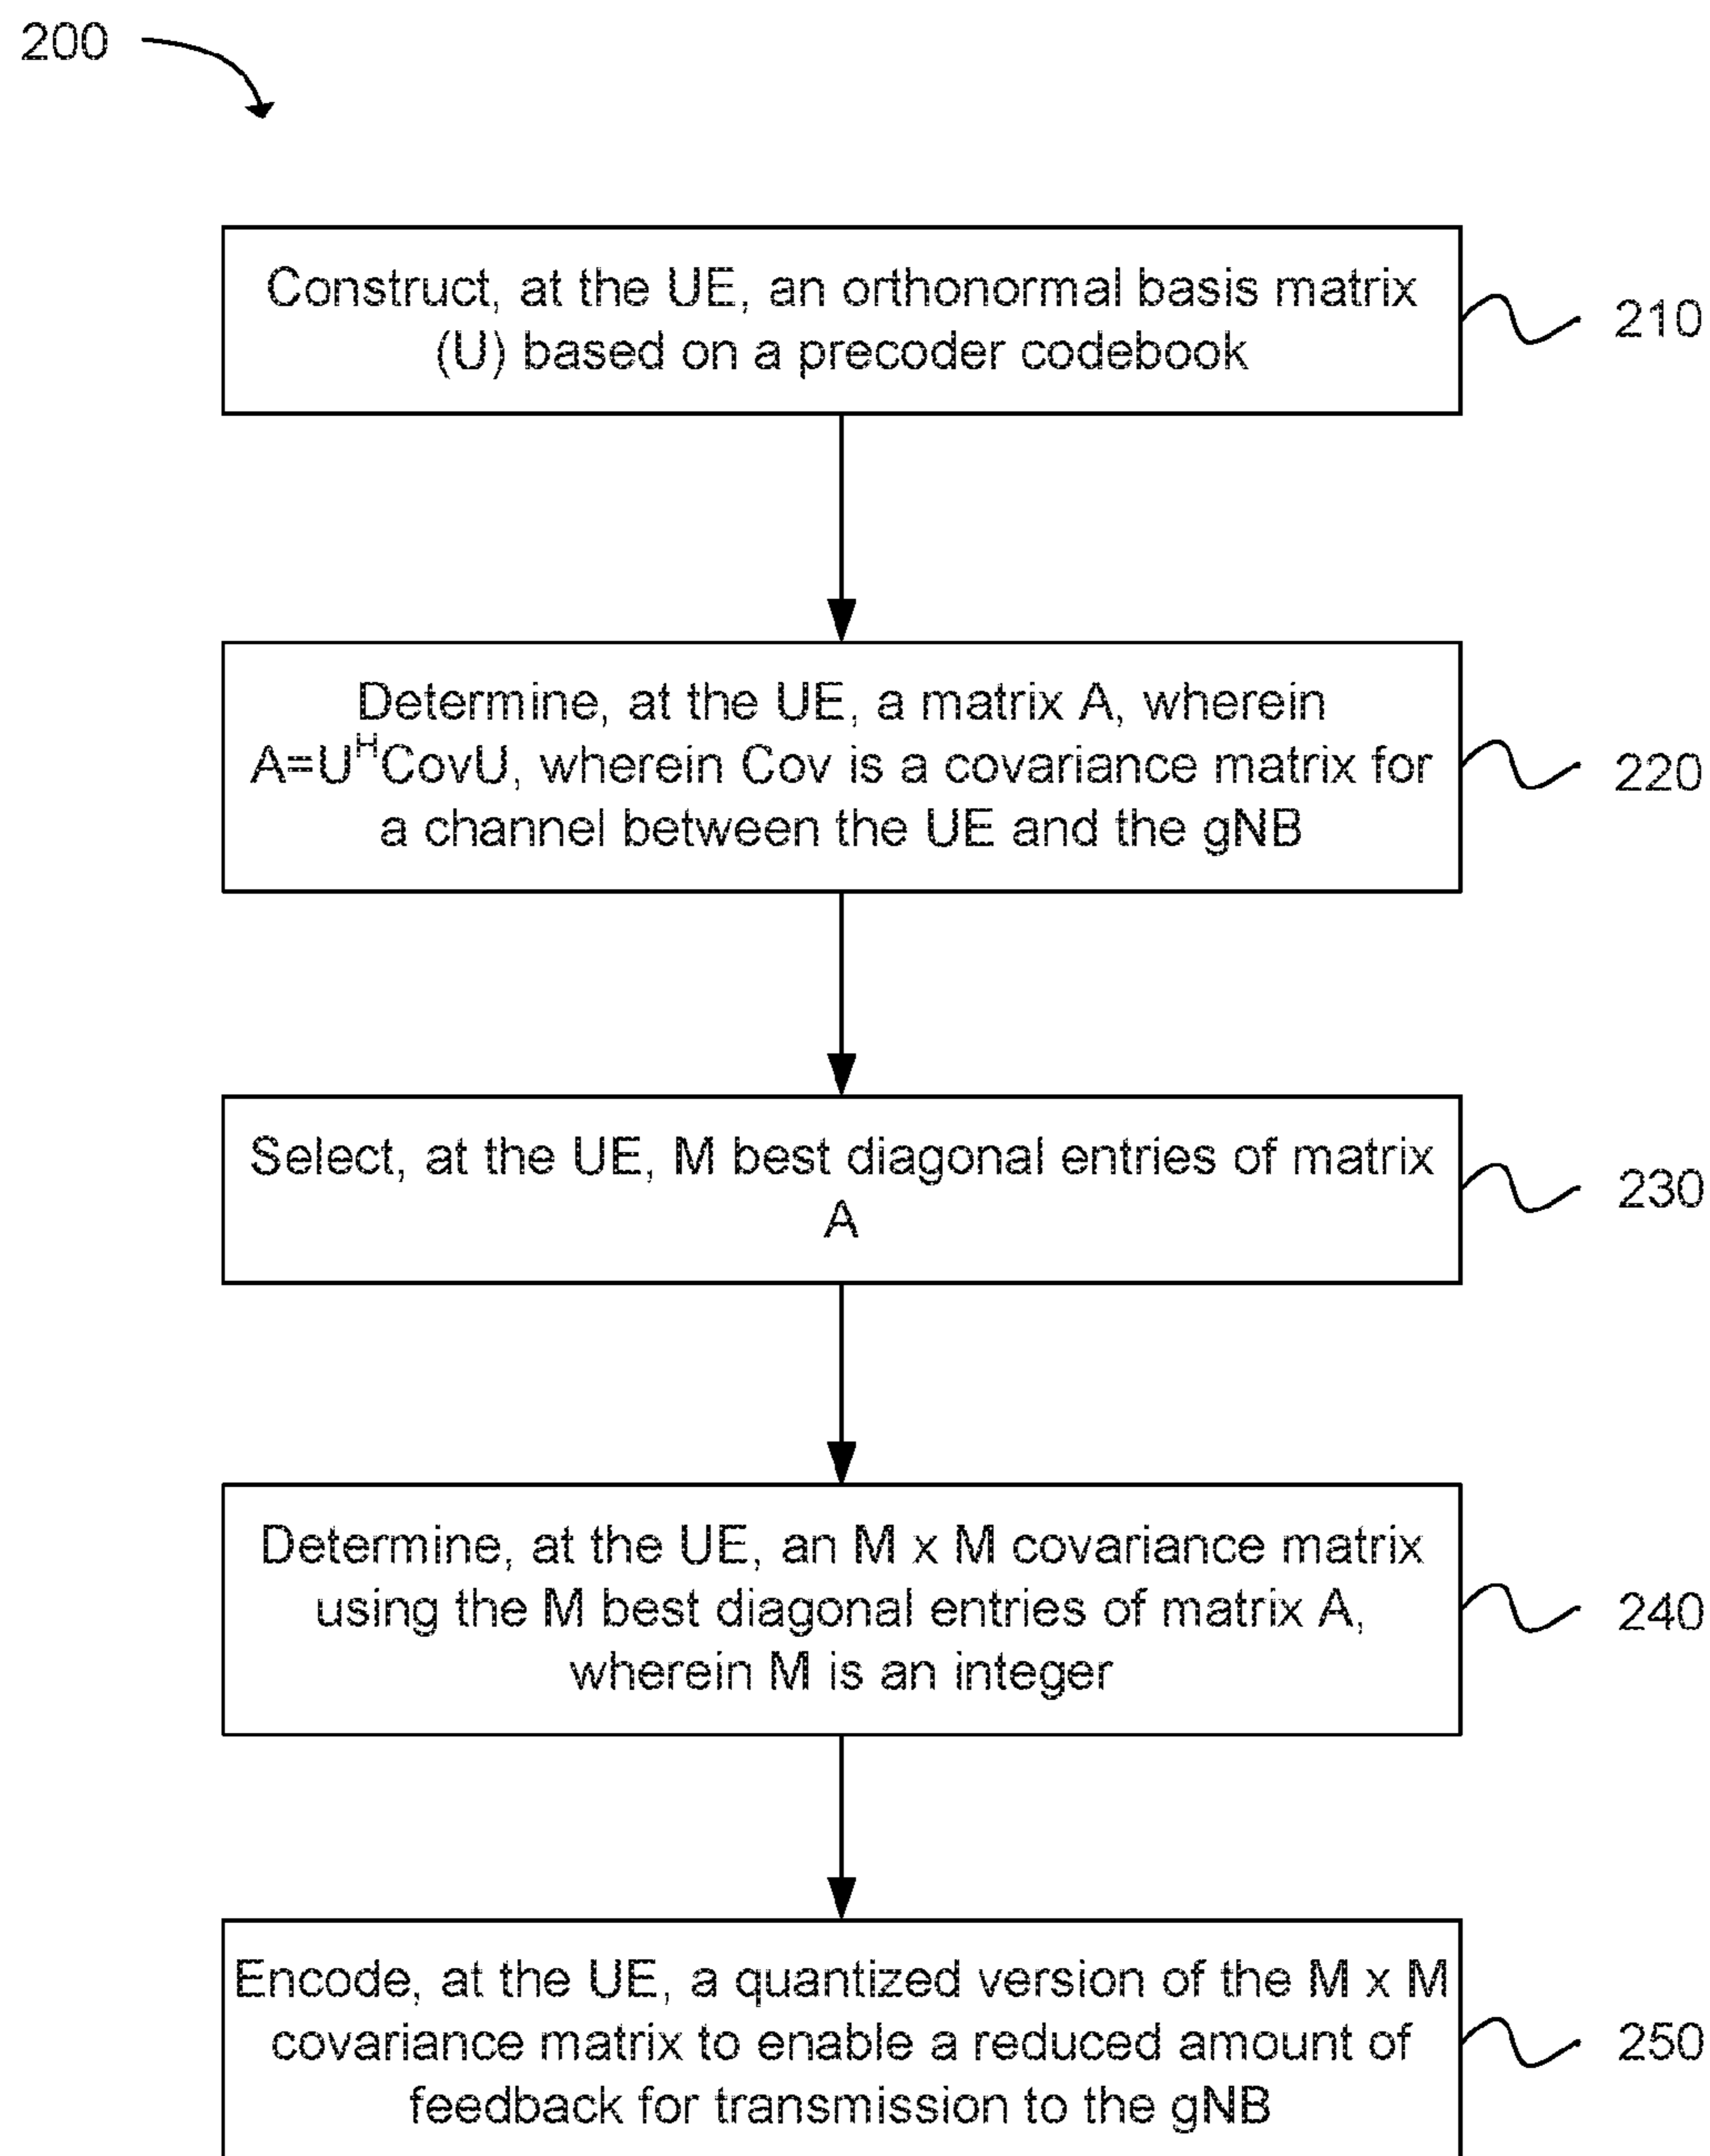 200
Construct, at the UE, an orthonormal basis matrix
(U) based on a precoder codebook
210
Determine, at the UE, a matrix A, wherein
A=UᴴCovU, wherein Cov is a covariance matrix for
a channel between the UE and the gNB
220
Select, at the UE, M best diagonal entries of matrix
A
230
Determine, at the UE, an M x M covariance matrix
using the M best diagonal entries of matrix A,
wherein M is an integer
240
Encode, at the UE, a quantized version of the M x M
covariance matrix to enable a reduced amount of
feedback for transmission to the gNB
250